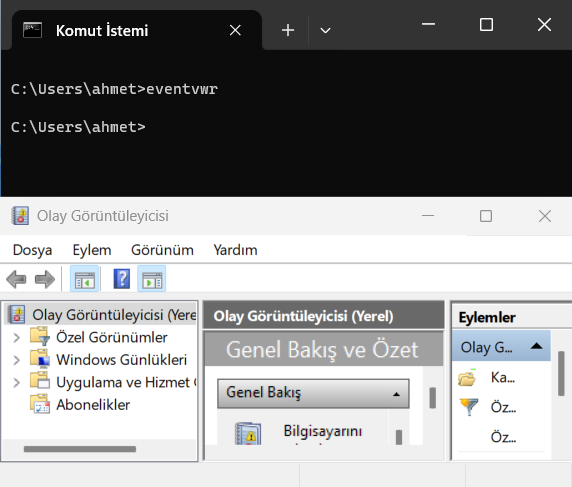 Komut İstemi
C:\Users\ahmet>eventvwr
C:\Users\ahmet>
Olay Görüntüleyicisi
Dosya Eylem Görünüm Yardım
Olay Görüntüleyicisi (Yerel
Özel Görünümler
Windows Günlükleri
Uygulama ve Hizmet
Abonelikler
Olay Görüntüleyicisi (Yerel)
Genel Bakış ve Özet
Genel Bakış
Bilgisayarını
Eylemler
Olay G...
Ka...
Öz...
Öz...